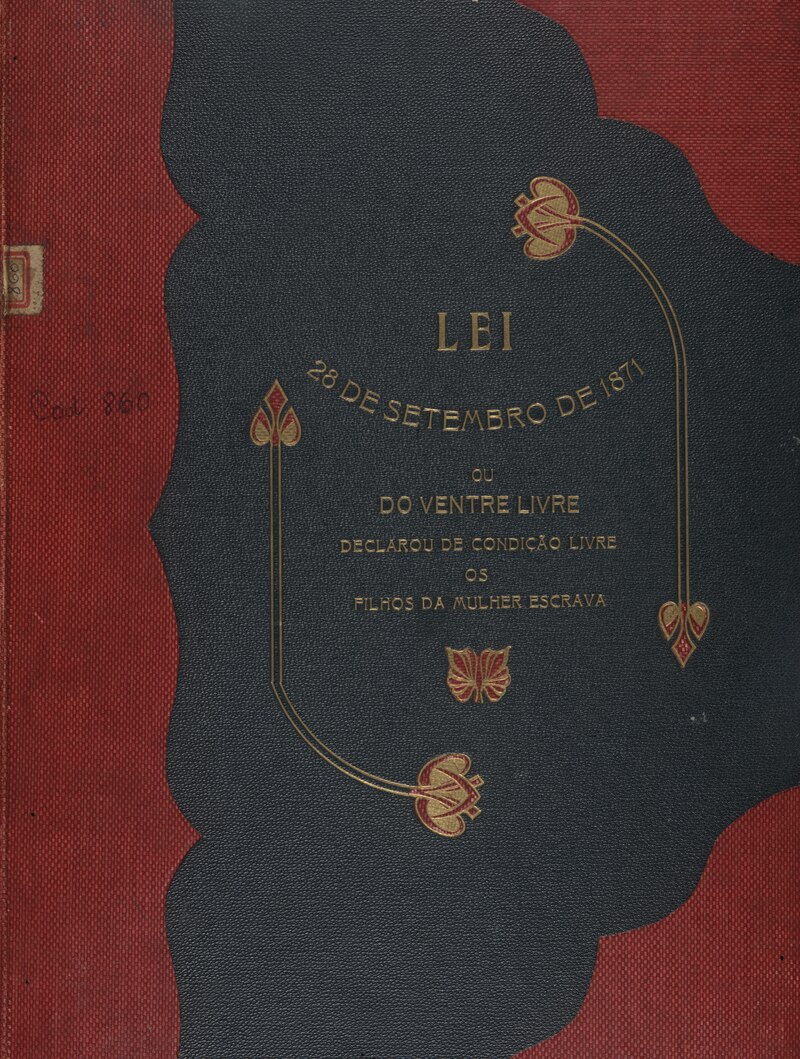 LEI
28 DE SETEMBRO DE 1871
OU
DO VENTRE LIVRE
DECLAROU DE CONDIÇÃO LIVRE
OS
FILHOS DA MULHER ESCRAVA
860
Cod 860